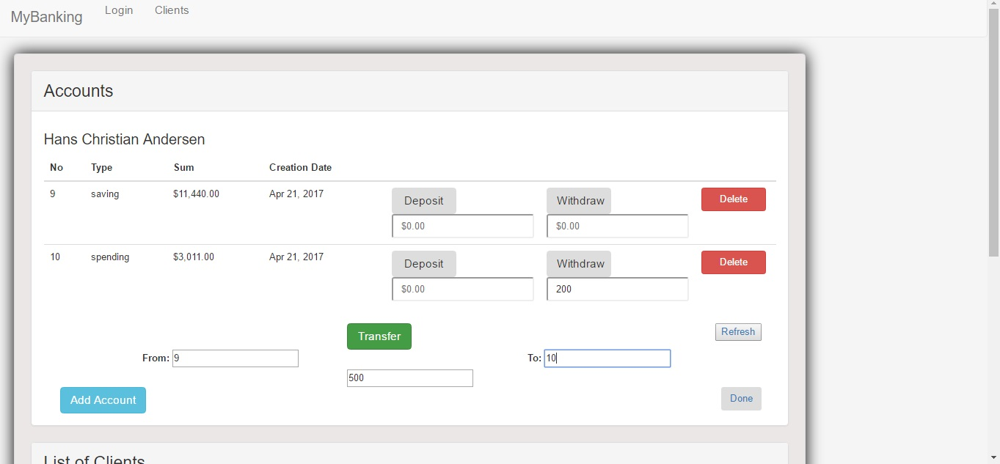 MyBanking Login Clients
Accounts
Hans Christian Andersen
No Type Sum Creation Date
9 saving $11,440.00 Apr 21, 2017 Deposit Withdraw Delete
$0.00 $0.00
10 spending $3,011.00 Apr 21, 2017 Deposit Withdraw Delete
$0.00 200
Transfer Refresh
From: 9 To: 10
500
Add Account Done
List of Clients